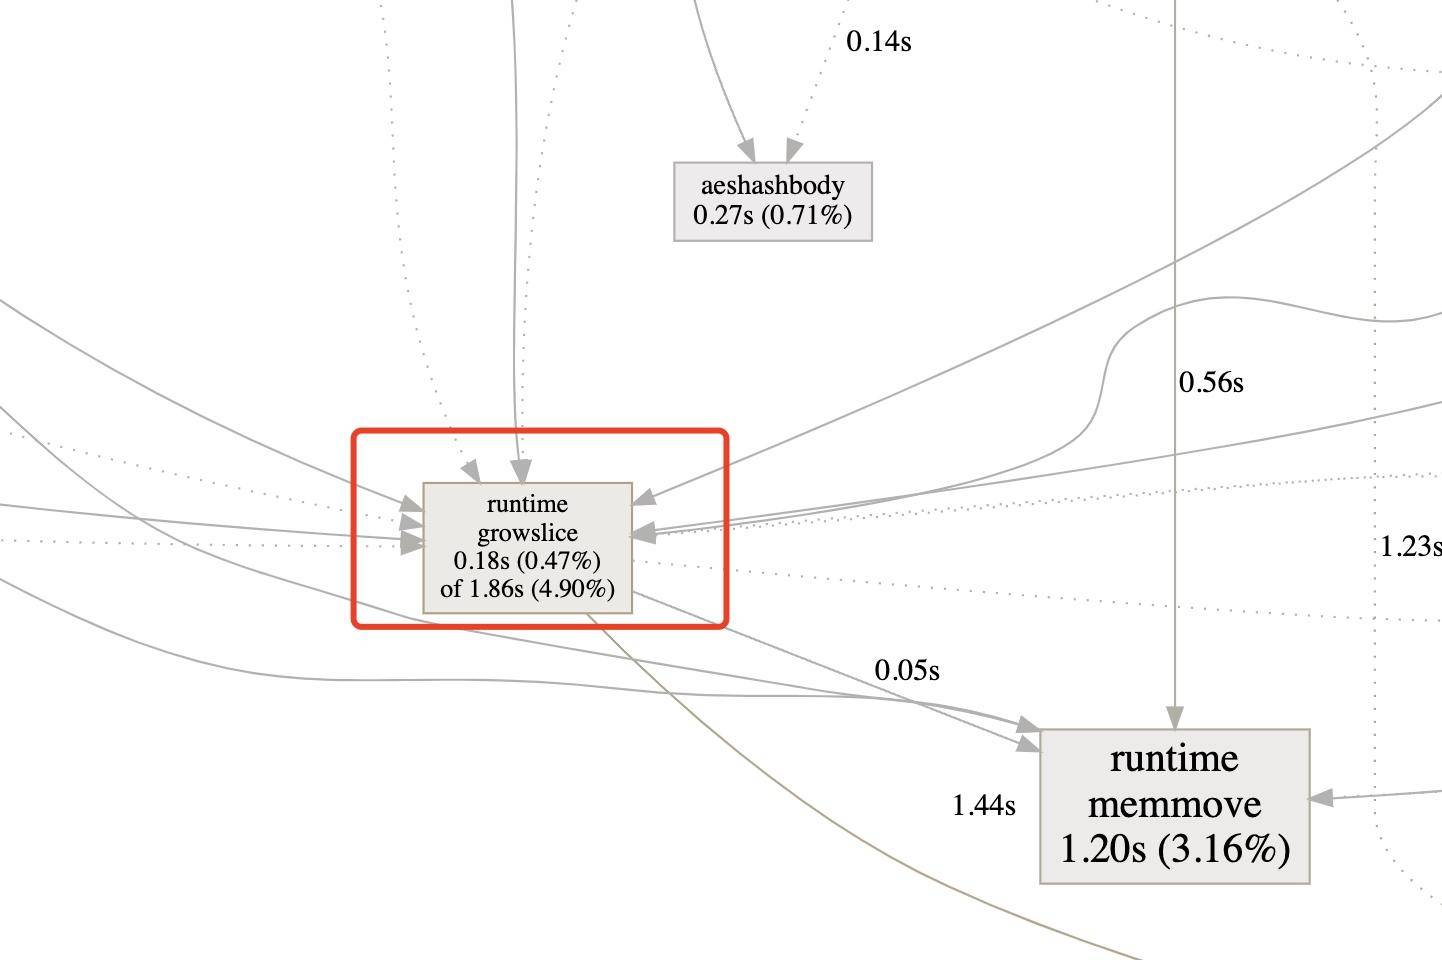 0.14s
aeshashbody
0.27s (0.71%)
0.56s
runtime
growslice
0.18s (0.47%)
of 1.86s (4.90%)
1.23s
0.05s
runtime
memmove
1.20s (3.16%)
1.44s